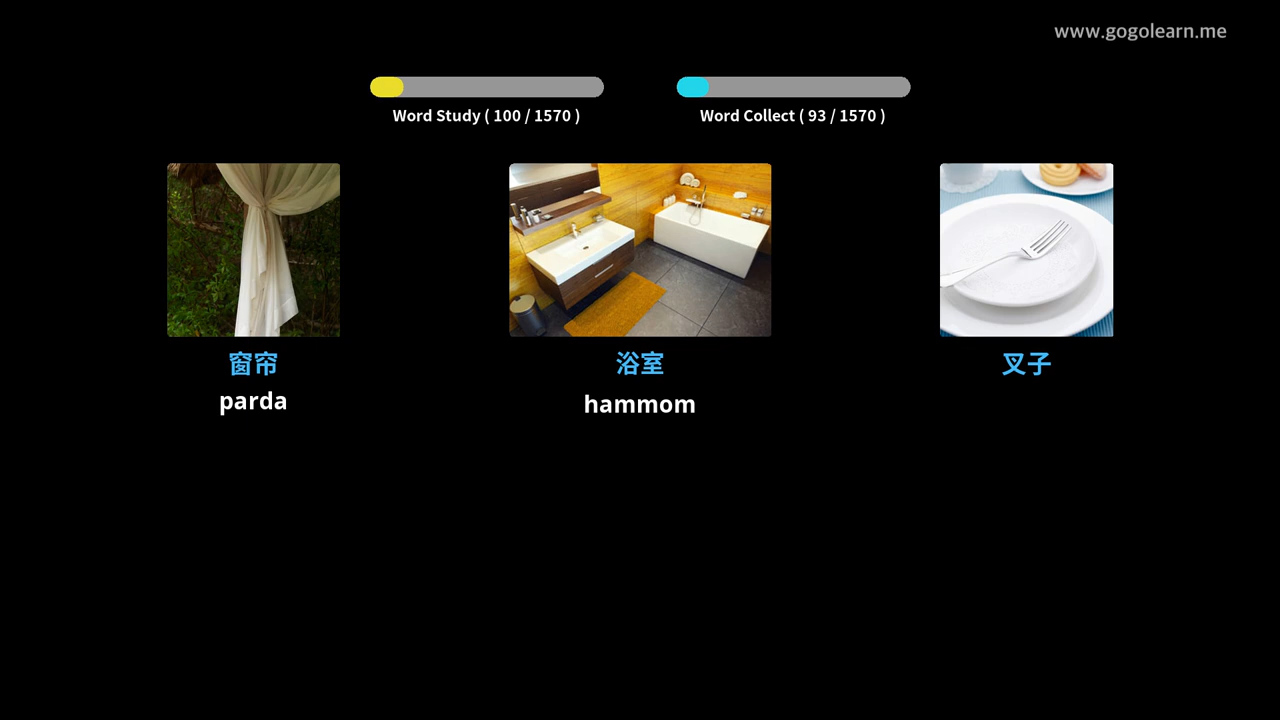 www.gogolearn.me
Word Study ( 100 / 1570 )
Word Collect ( 93 / 1570 )
窗帘
parda
浴室
hammom
叉子